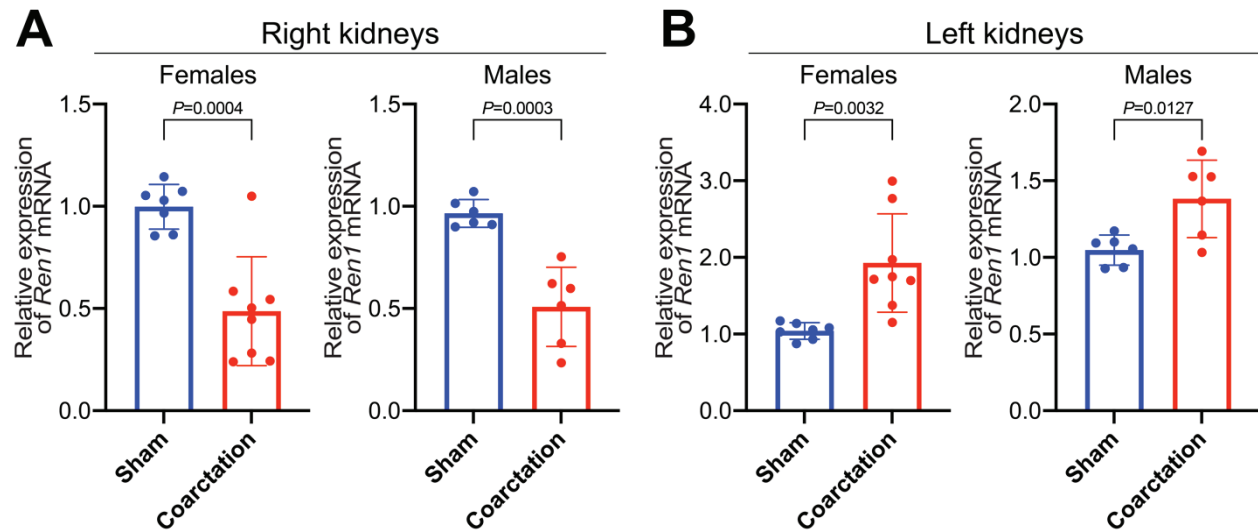 A
Right kidneys
Females
P=0.0004
Relative expression
of Ren1 mRNA
1.5
1.0
0.5
0.0
Sham
Coarctation
Males
P=0.0003
Relative expression
of Ren1 mRNA
1.5
1.0
0.5
0.0
Sham
Coarctation
B
Left kidneys
Females
P=0.0032
Relative expression
of Ren1 mRNA
4.0
3.0
2.0
1.0
0.0
Sham
Coarctation
Males
P=0.0127
Relative expression
of Ren1 mRNA
2.0
1.5
1.0
0.5
0.0
Sham
Coarctation